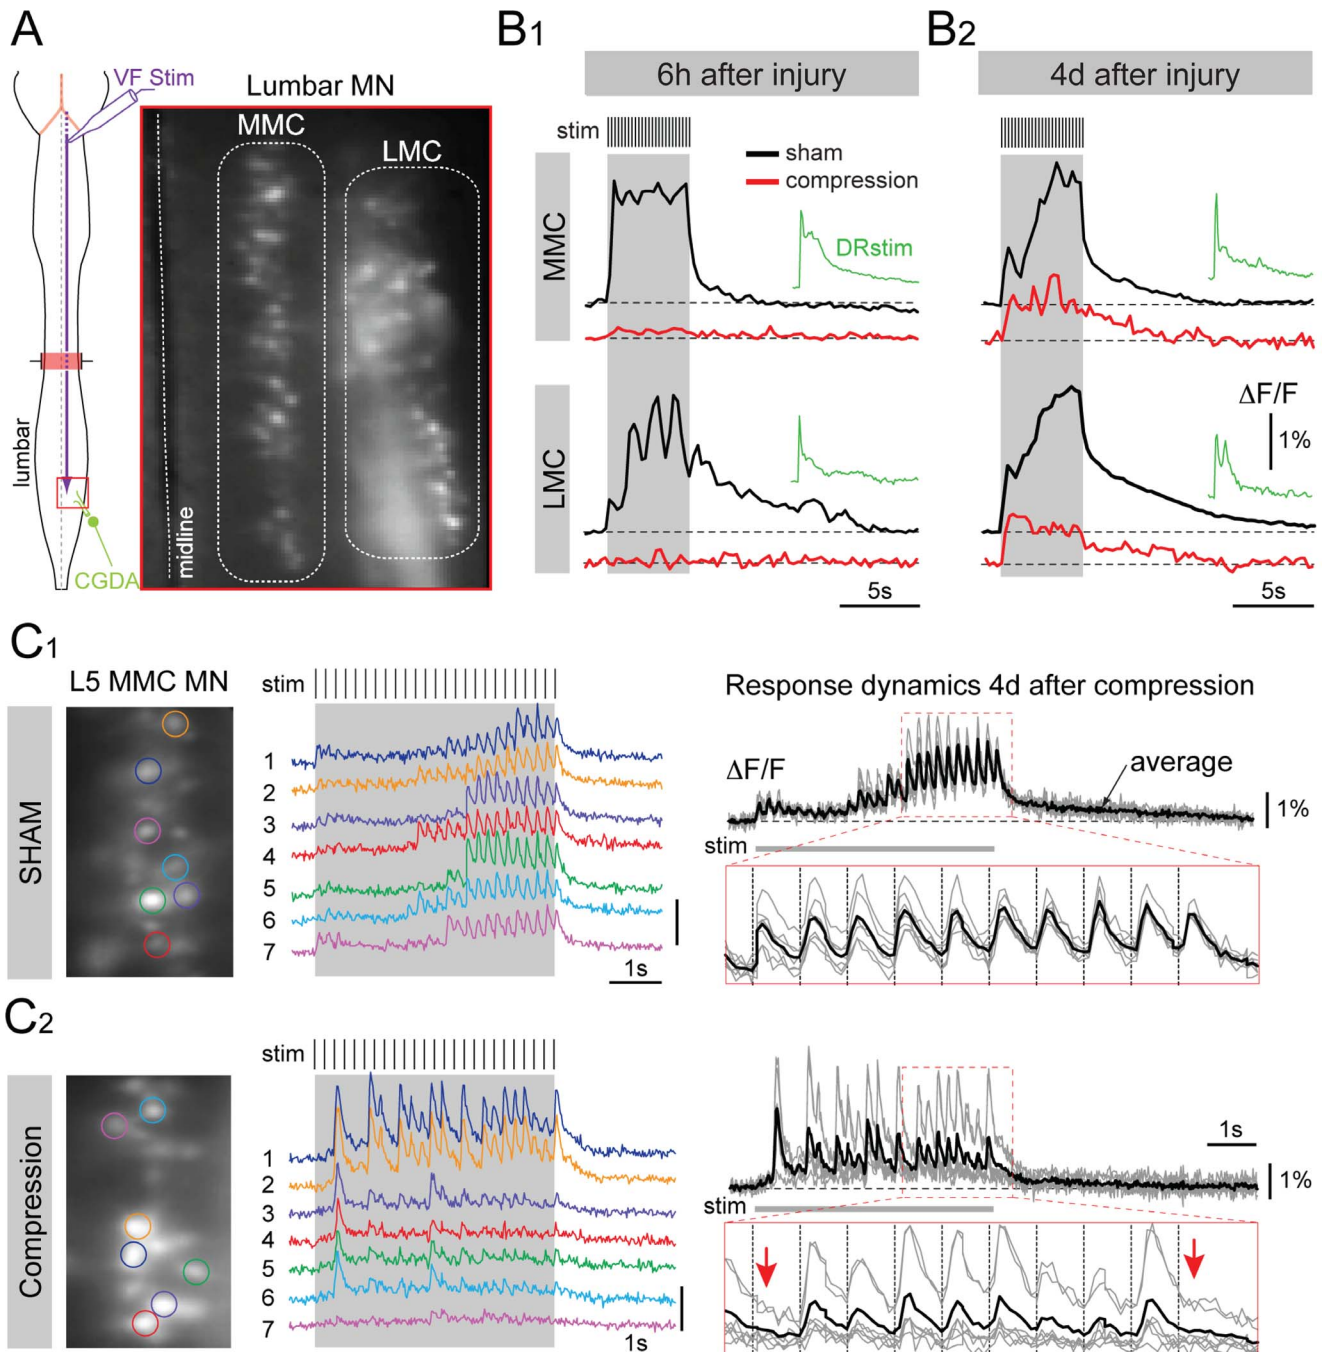 A
VF Stim
Lumbar MN
MMC
LMC
midline
lumbar
CGDA
B1
6h after injury
stim
sham
compression
MMC
DRstim
LMC
5s
B2
4d after injury
ΔF/F
1%
5s
C1
L5 MMC MN
SHAM
stim
1
2
3
4
5
6
7
1s
Response dynamics 4d after compression
ΔF/F
average
1%
stim
C2
Compression
stim
1
2
3
4
5
6
7
1s
1s
1%
stim